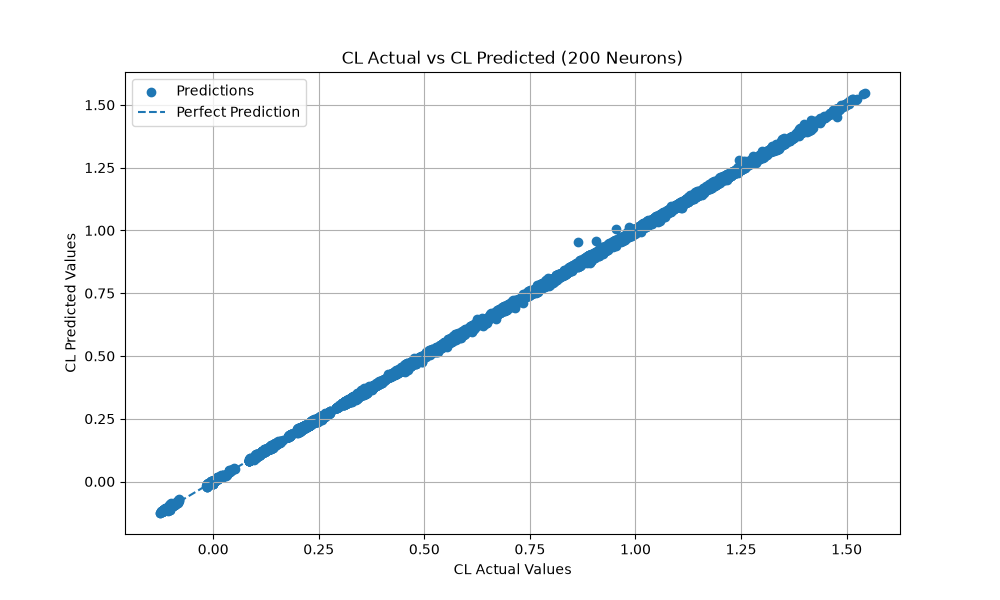 CL Actual vs CL Predicted (200 Neurons)
Predictions
Perfect Prediction
CL Predicted Values
1.50
1.25
1.00
0.75
0.50
0.25
0.00
0.00 0.25 0.50 0.75 1.00 1.25 1.50
CL Actual Values